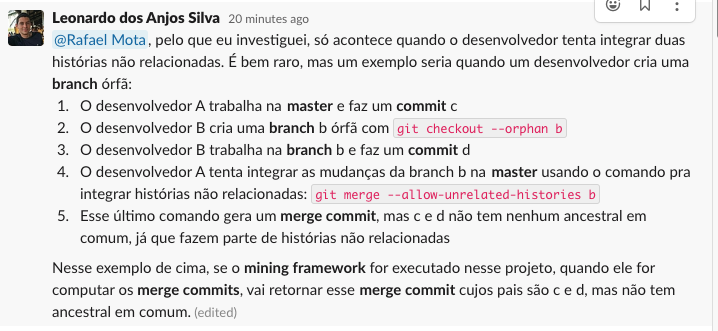 Leonardo dos Anjos Silva 20 minutes ago
@Rafael Mota, pelo que eu investiguei, só acontece quando o desenvolvedor tenta integrar duas
histórias não relacionadas. É bem raro, mas um exemplo seria quando um desenvolvedor cria uma
branch órfã:
1. O desenvolvedor A trabalha na master e faz um commit c
2. O desenvolvedor B cria uma branch b órfã com git checkout --orphan b
3. O desenvolvedor B trabalha na branch b e faz um commit d
4. O desenvolvedor A tenta integrar as mudanças da branch b na master usando o comando pra
integrar histórias não relacionadas: git merge --allow-unrelated-histories b
5. Esse último comando gera um merge commit, mas c e d não tem nenhum ancestral em
comum, já que fazem parte de histórias não relacionadas
Nesse exemplo de cima, se o mining framework for executado nesse projeto, quando ele for
computar os merge commits, vai retornar esse merge commit cujos pais são c e d, mas não tem
ancestral em comum. (edited)